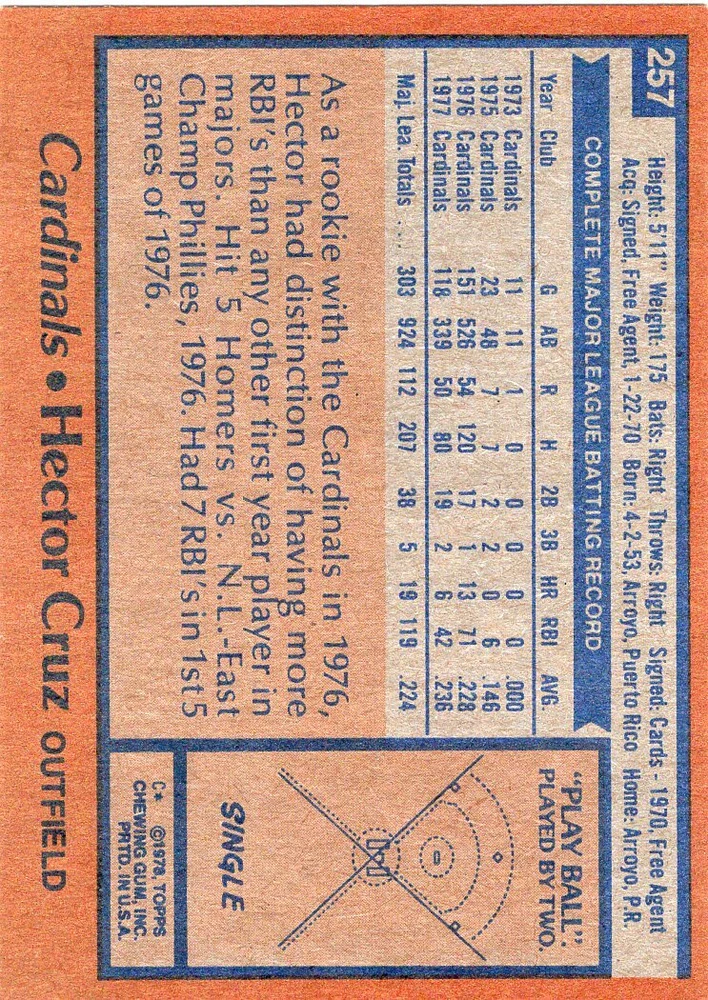 257
Height: 5'11" Weight: 175 Bats: Right Throws: Right Signed: Cards - 1970, Free Agent
Acq: Signed, Free Agent, 1-22-70 Born: 4-2-53, Arroyo, Puerto Rico Home: Arroyo, P.R.
COMPLETE MAJOR LEAGUE BATTING RECORD
Year Club G AB R H 2B 3B HR RBI AVG.
1973 Cardinals 11 11 1 0 0 0 0 0 .000
1975 Cardinals 23 48 7 7 2 2 0 6 .146
1976 Cardinals 151 526 54 120 17 1 13 71 .228
1977 Cardinals 118 339 50 80 19 2 6 42 .236
Maj. Lea. Totals .... 303 924 112 207 38 5 19 119 .224
As a rookie with the Cardinals in 1976,
Hector had distinction of having more
RBI's than any other first year player in
majors. Hit 5 Homers vs. N.L.-East
Champ Phillies, 1976. Had 7 RBI's in 1st 5
games of 1976.
"PLAY BALL".
PLAYED BY TWO.
SINGLE
C* ©1978 TOPPS
CHEWING GUM, INC.
PRTD. IN U.S.A.
Cardinals • Hector Cruz OUTFIELD